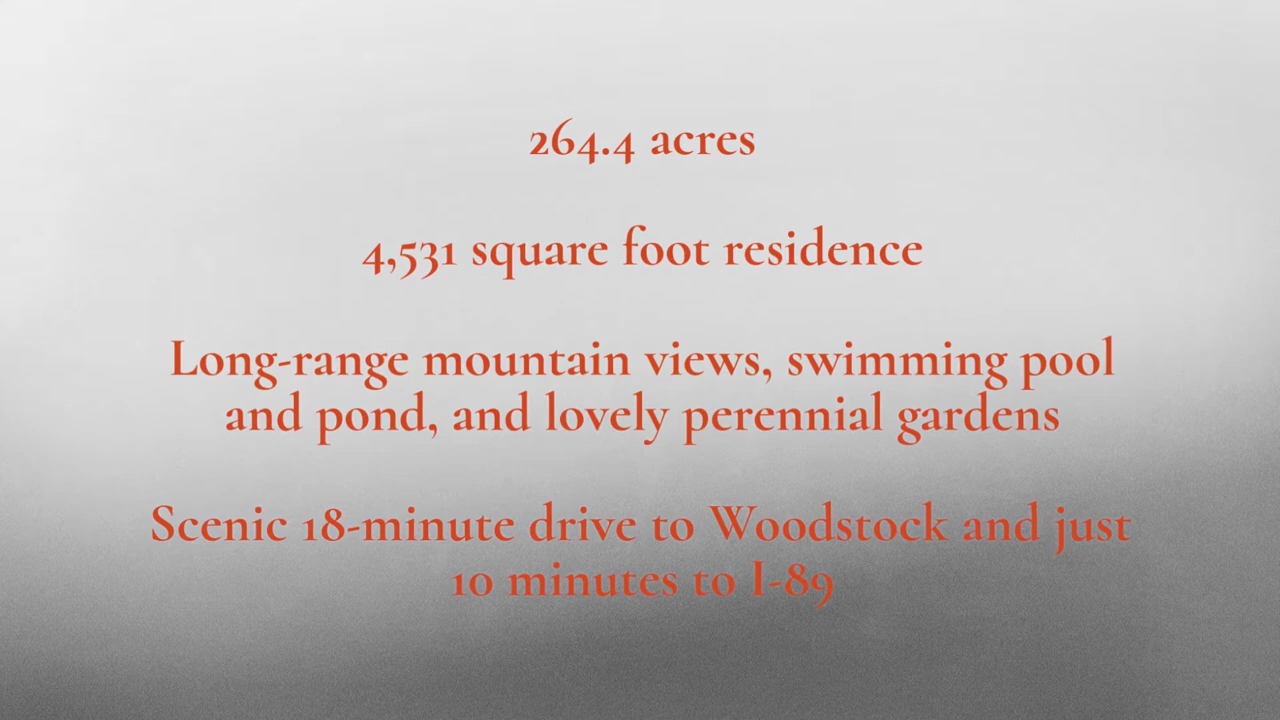 264.4 acres
4,531 square foot residence
Long-range mountain views, swimming pool
and pond, and lovely perennial gardens
Scenic 18-minute drive to Woodstock and just
10 minutes to I-89